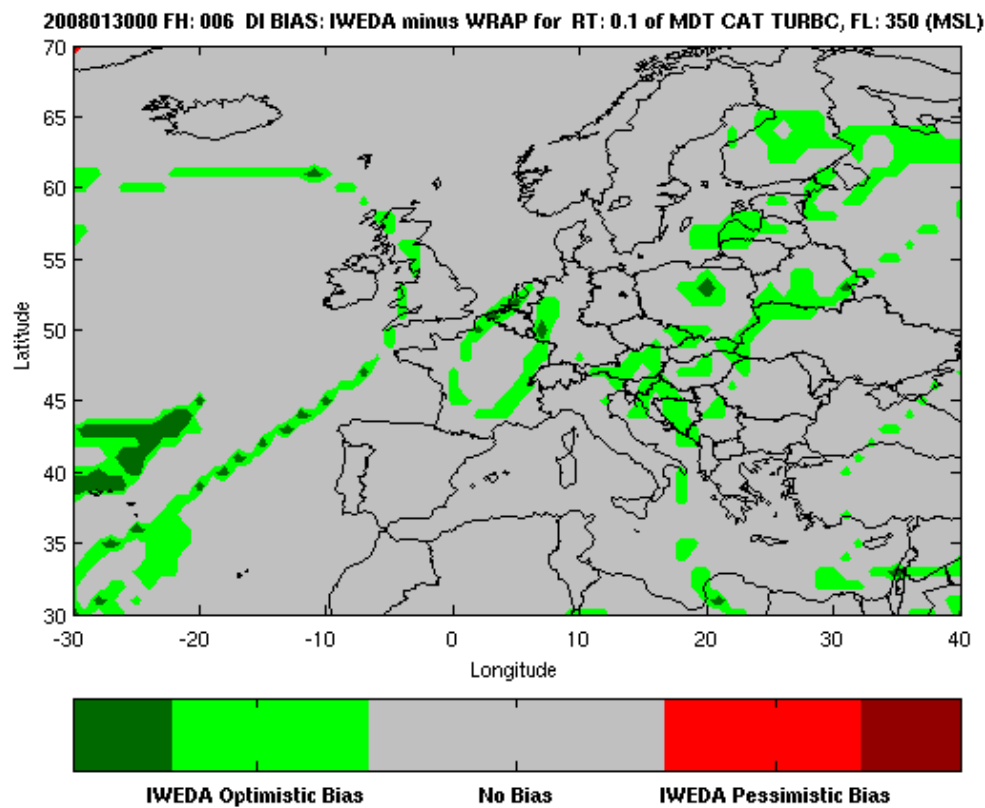 2008013000 FH: 006 DI BIAS: IWEDA minus WRAP for RT: 0.1 of MDT CAT TURBC, FL: 350 (MSL)
70
65
60
55
50
45
40
35
30
Latitude
-30 -20 -10 0 10 20 30 40
Longitude
IWEDA Optimistic Bias No Bias IWEDA Pessimistic Bias